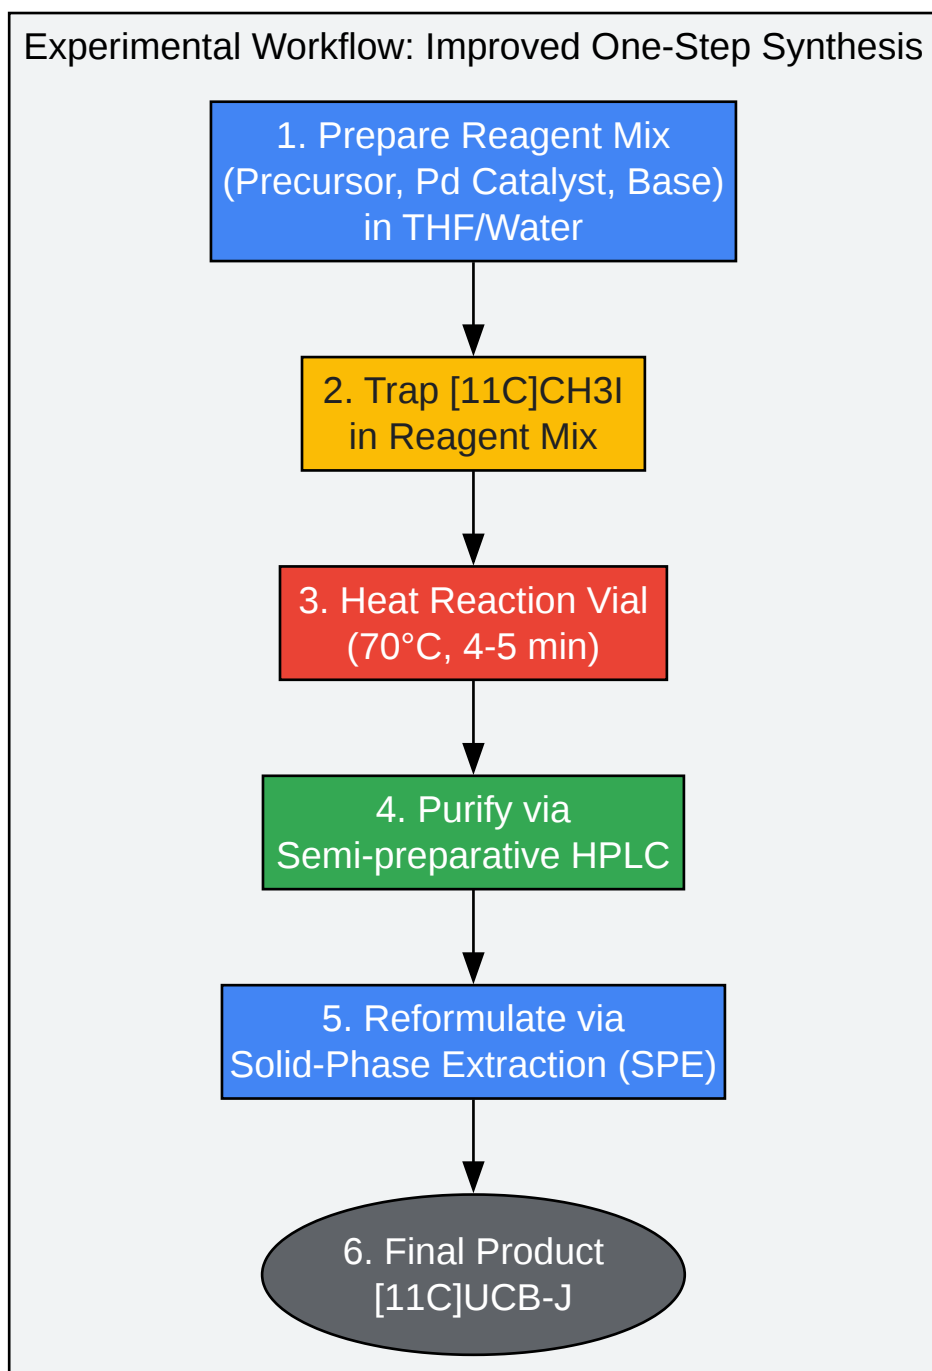 Experimental Workflow: Improved One-Step Synthesis
1. Prepare Reagent Mix
(Precursor, Pd Catalyst, Base)
in THF/Water
2. Trap [11C]CH3I
in Reagent Mix
3. Heat Reaction Vial
(70°C, 4-5 min)
4. Purify via
Semi-preparative HPLC
5. Reformulate via
Solid-Phase Extraction (SPE)
6. Final Product
[11C]UCB-J